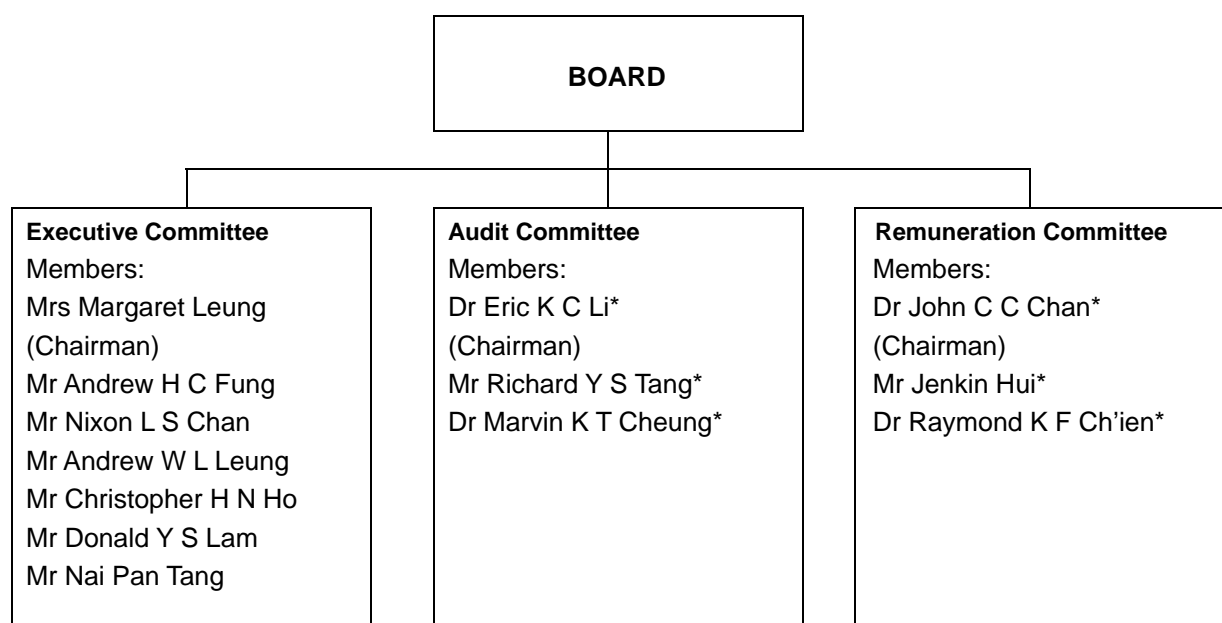 BOARD
Executive Committee
Members:
Mrs Margaret Leung
(Chairman)
Mr Andrew H C Fung
Mr Nixon L S Chan
Mr Andrew W L Leung
Mr Christopher H N Ho
Mr Donald Y S Lam
Mr Nai Pan Tang
Audit Committee
Members:
Dr Eric K C Li*
(Chairman)
Mr Richard Y S Tang*
Dr Marvin K T Cheung*
Remuneration Committee
Members:
Dr John C C Chan*
(Chairman)
Mr Jenkin Hui*
Dr Raymond K F Ch’ien*